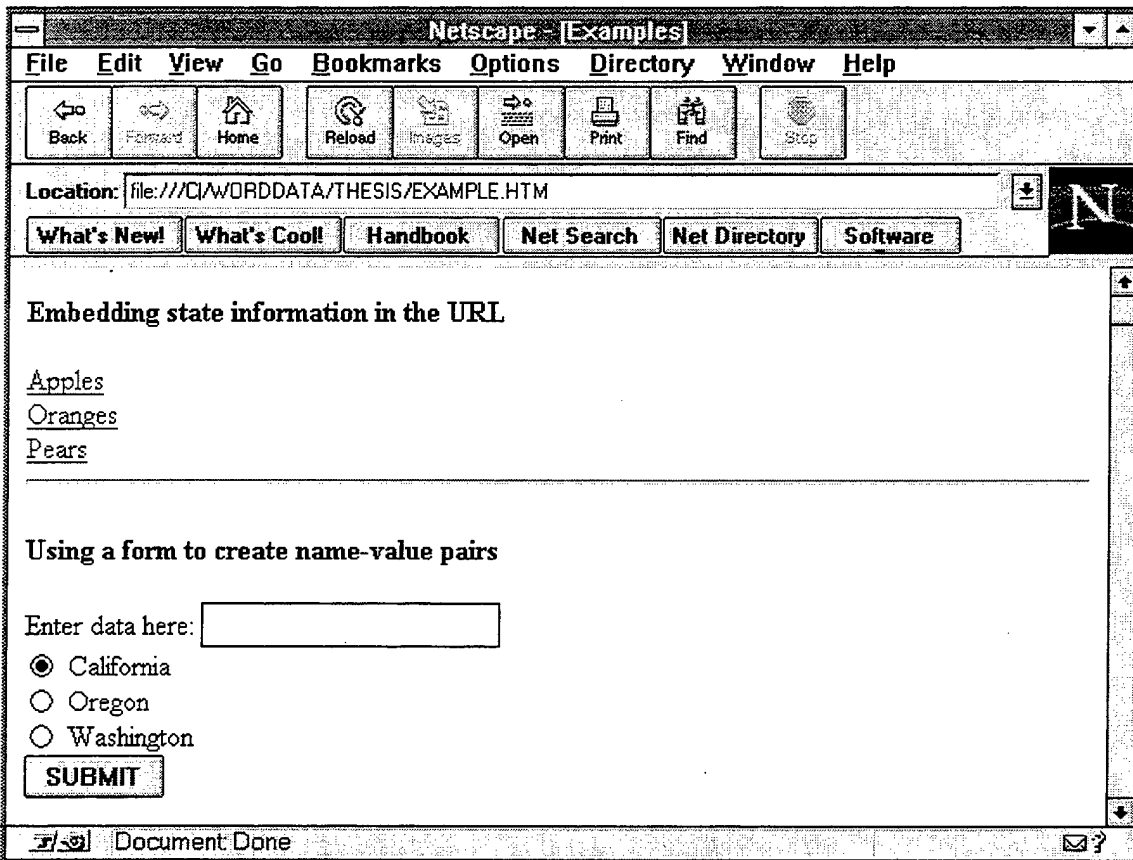 Netscape - [Examples]
File Edit View Go Bookmarks Options Directory Window Help
Back Forward Home Reload Images Open Print Find Stop
Location: file:///C|/WORDDATA/THESIS/EXAMPLE.HTM
N
What's New! What's Cool! Handbook Net Search Net Directory Software
Embedding state information in the URL
Apples
Oranges
Pears
Using a form to create name-value pairs
Enter data here:
California
Oregon
Washington
SUBMIT
Document: Done
?